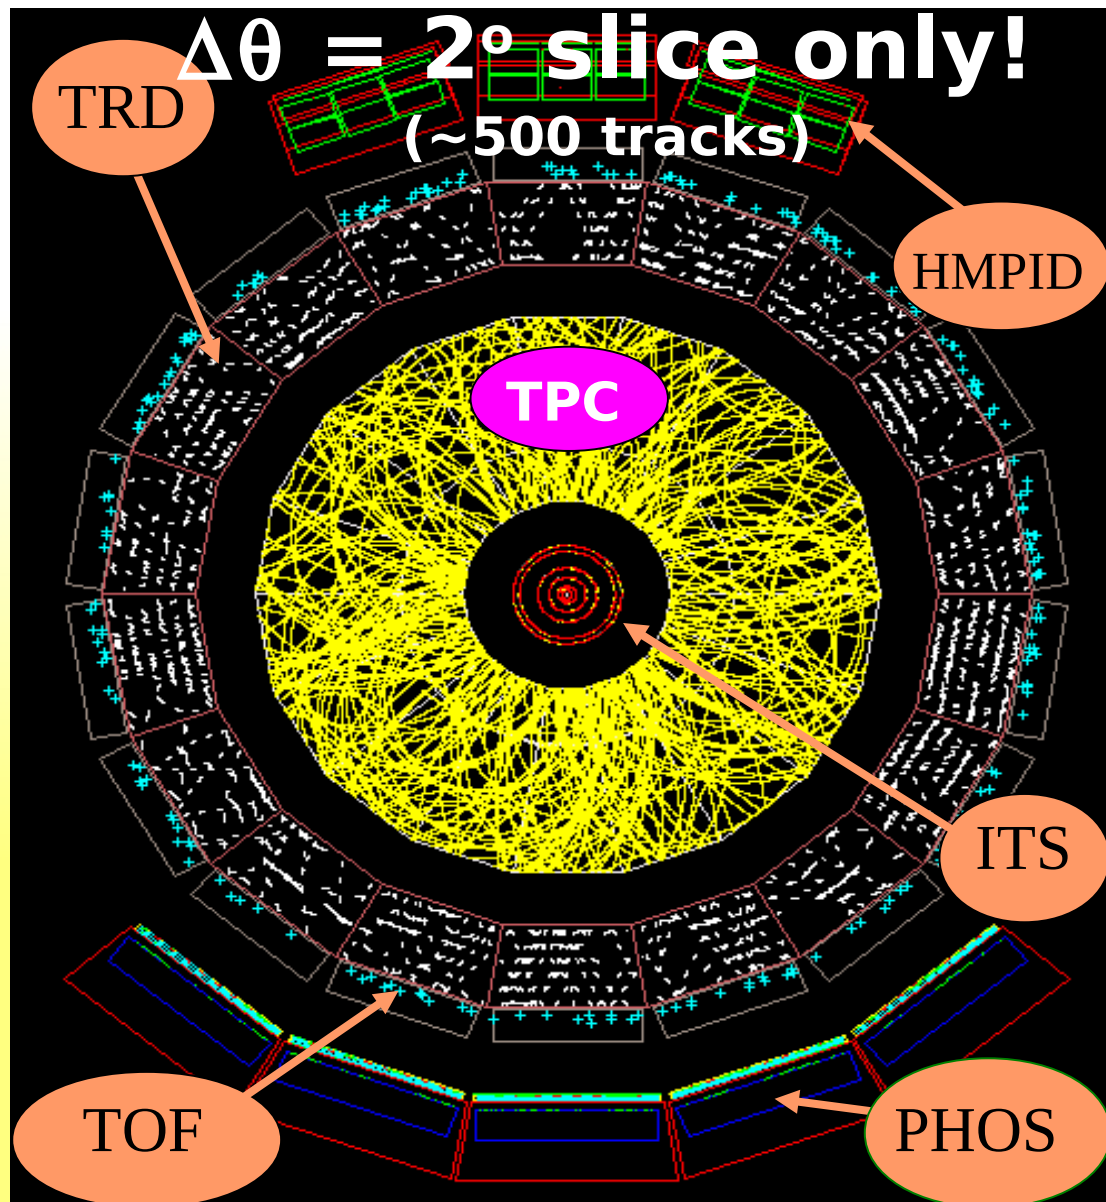 Δθ = 2º slice only!
TRD
(~500 tracks)
HMPID
TPC
ITS
TOF
PHOS